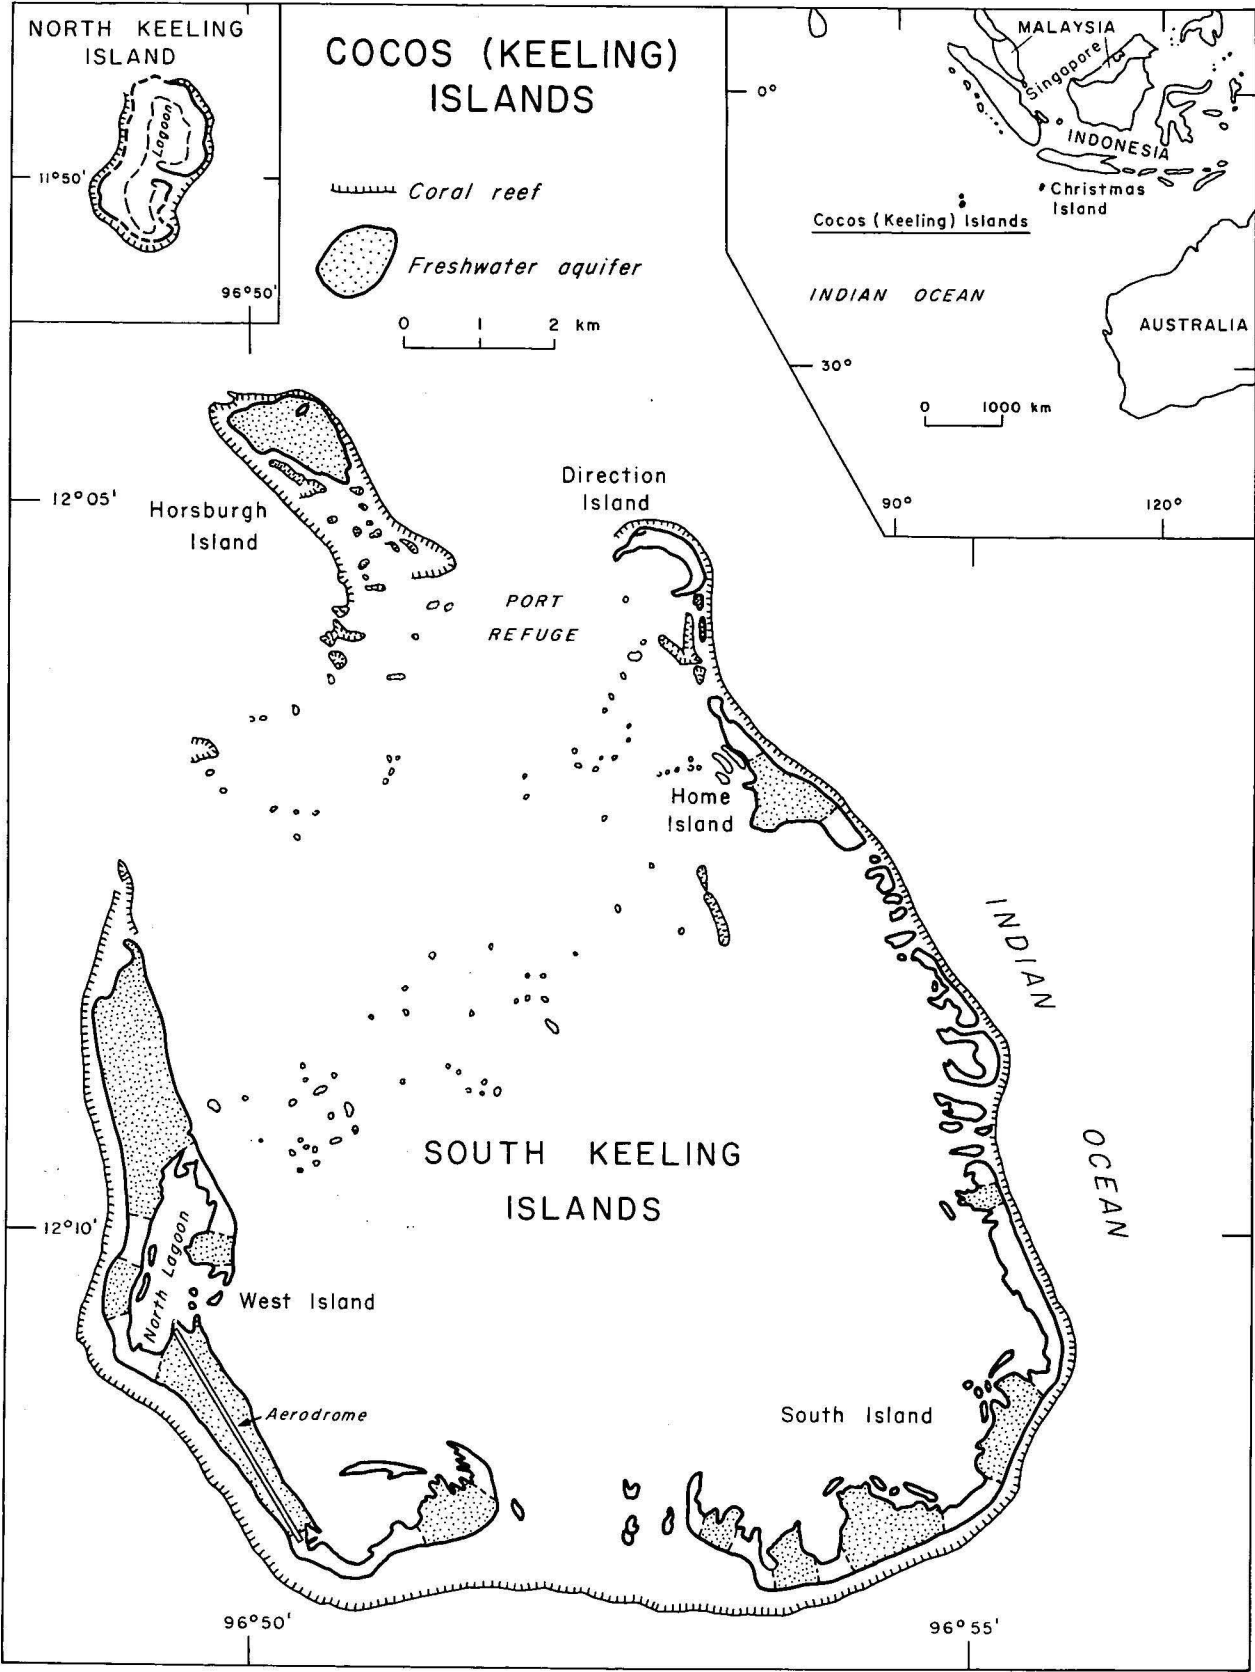 NORTH KEELING
ISLAND
Lagoon
11°50'
96°50'
COCOS (KEELING)
ISLANDS
Coral reef
Freshwater aquifer
0 1 2 km
MALAYSIA
Singapore
0°
INDONESIA
Christmas
Island
Cocos (Keeling) Islands
INDIAN OCEAN
AUSTRALIA
30°
0 1000 km
90°
120°
12°05'
Horsburgh
Island
Direction
Island
PORT
REFUGE
Home
Island
INDIAN
OCEAN
SOUTH KEELING
ISLANDS
12°10'
North Lagoon
West Island
Aerodrome
South Island
96°50'
96°55'